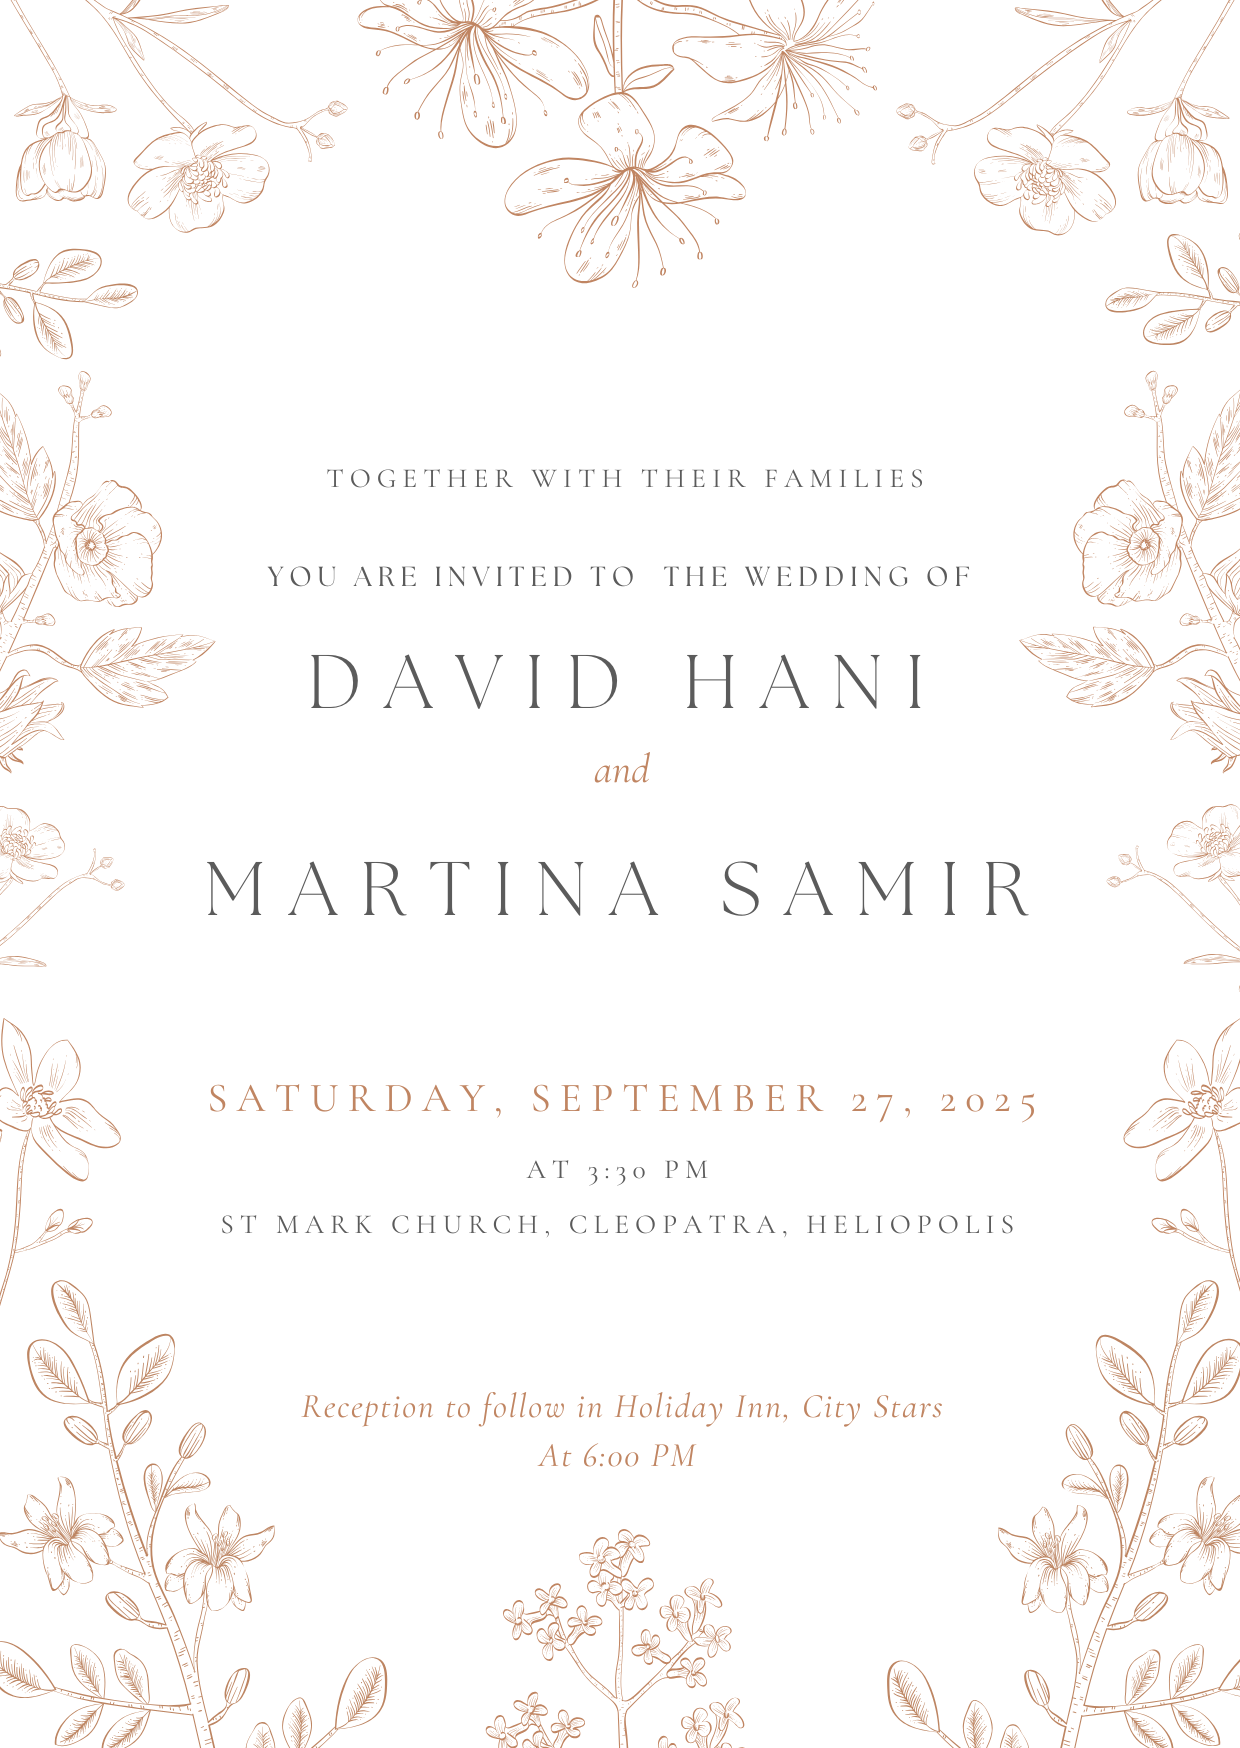 TOGETHER WITH THEIR FAMILIES
YOU ARE INVITED TO THE WEDDING OF
DAVID HANI
and
MARTINA SAMIR
SATURDAY, SEPTEMBER 27, 2025
AT 3:30 PM
ST MARK CHURCH, CLEOPATRA, HELIOPOLIS
Reception to follow in Holiday Inn, City Stars
At 6:00 PM